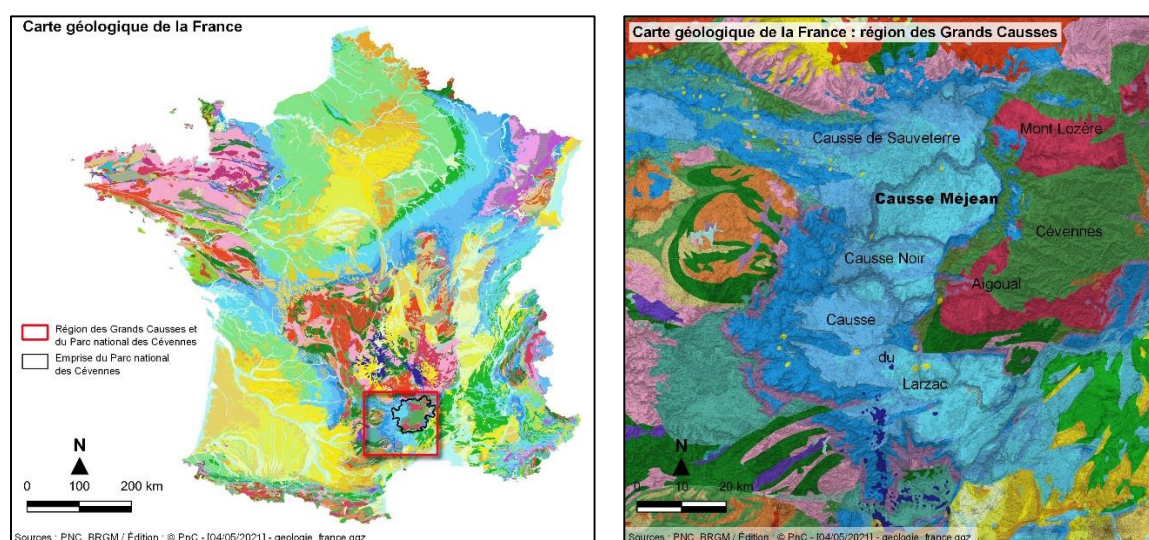 Carte géologique de la France
Région des Grands Causses et
du Parc national des Cévennes
Emprise du Parc national
des Cévennes
N
0 100 200 km
Sources : PNC, BRGM / Édition : © PnC - [04/05/2021] - geologie_france.qgz
Carte géologique de la France : région des Grands Causses
Causse de Sauveterre
Mont Lozère
Causse Méjean
Cévennes
Causse Noir
Aigoual
Causse
du
Larzac
N
0 10 20 km
Sources : PNC, BRGM / Édition : © PnC - [04/05/2021] - geologie_france.qgz